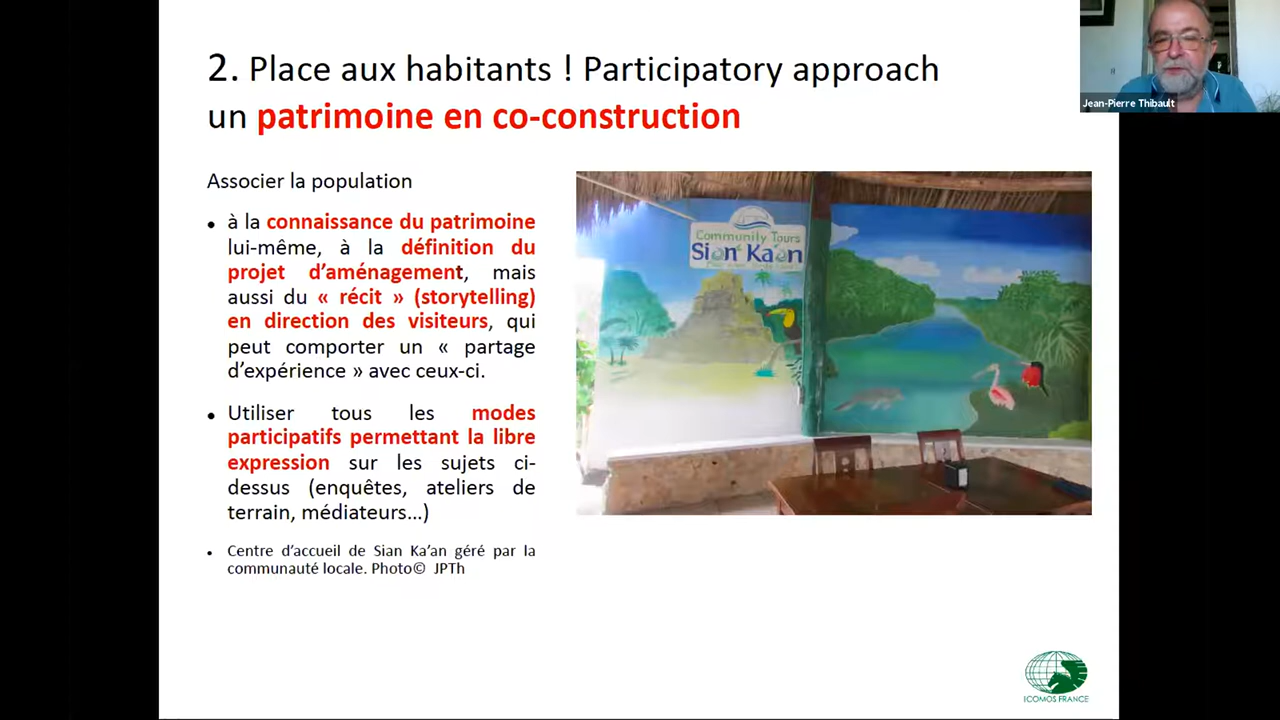 2. Place aux habitants ! Participatory approach
un patrimoine en co-construction
Jean-Pierre Thibault
Associer la population
• à la connaissance du patrimoine
lui-même, à la définition du
projet d’aménagement, mais
aussi du « récit » (storytelling)
en direction des visiteurs, qui
peut comporter un « partage
d’expérience » avec ceux-ci.
• Utiliser tous les modes
participatifs permettant la libre
expression sur les sujets ci-
dessus (enquêtes, ateliers de
terrain, médiateurs…)
• Centre d’accueil de Sian Ka’an géré par la
communauté locale. Photo© JPTh
Community Tours
Sian Ka'an
ICOMOS FRANCE